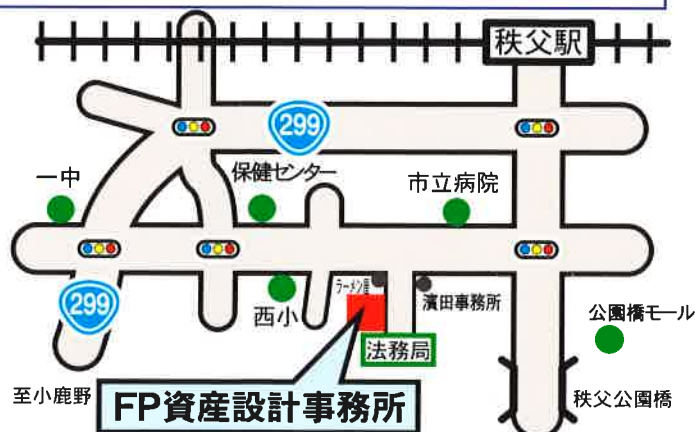 秩父駅
299
一中
保健センター
市立病院
299
西小
ラーメン屋
濱田事務所
公園橋モール
法務局
至小鹿野
FP資産設計事務所
秩父公園橋